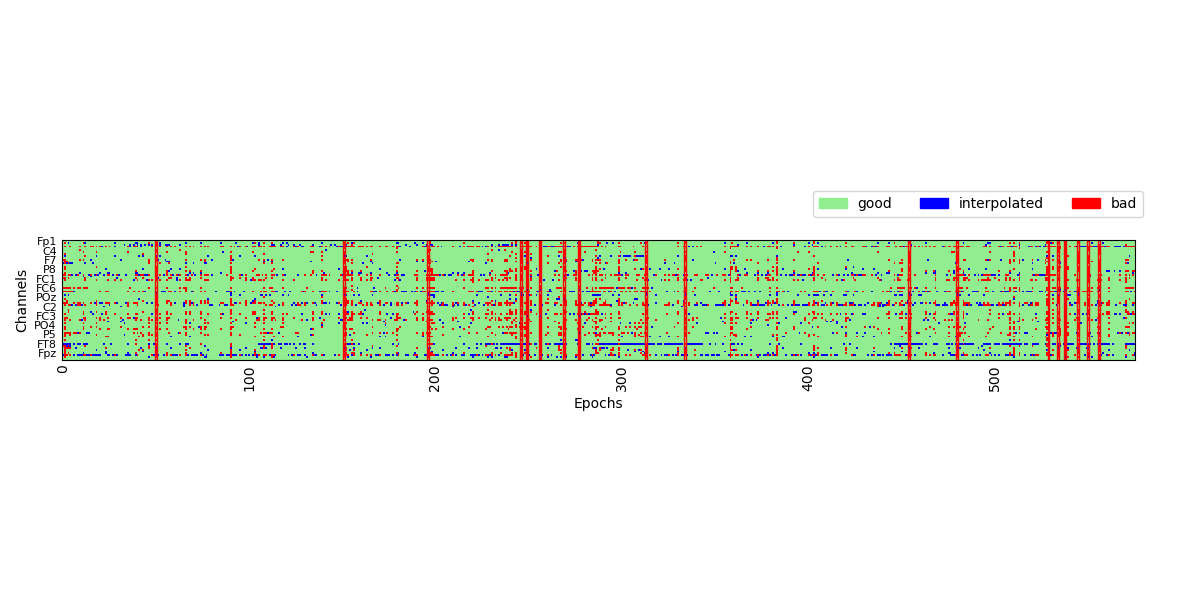 good interpolated bad
Fp1
C4
F7
P8
FC1
FC6
POz
C2
FC3
PO4
P5
FT8
Fpz
Channels
0 100 200 300 400 500
Epochs